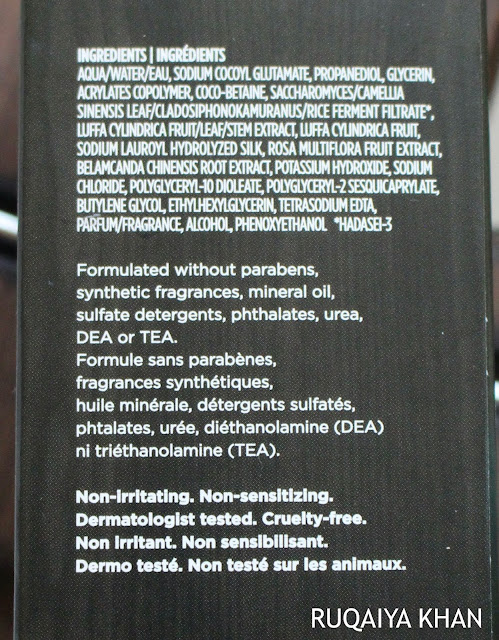 INGREDIENTS | INGRÉDIENTS
AQUA/WATER/EAU, SODIUM COCOYL GLUTAMATE, PROPANEDIOL, GLYCERIN,
ACRYLATES COPOLYMER, COCO-BETAINE, SACCHAROMYCES/CAMELLIA
SINENSIS LEAF/CLADOSIPHONOKAMURANUS/RICE FERMENT FILTRATE*,
LUFFA CYLINDRICA FRUIT/LEAF/STEM EXTRACT, LUFFA CYLINDRICA FRUIT,
SODIUM LAUROYL HYDROLYZED SILK, ROSA MULTIFLORA FRUIT EXTRACT,
BELAMCANDA CHINENSIS ROOT EXTRACT, POTASSIUM HYDROXIDE, SODIUM
CHLORIDE, POLYGLYCERYL-10 DIOLEATE, POLYGLYCERYL-2 SESQUICAPRYLATE,
BUTYLENE GLYCOL, ETHYLHEXYLGLYCERIN, TETRASODIUM EDTA,
PARFUM/FRAGRANCE, ALCOHOL, PHENOXYETHANOL *HADASEI-3
Formulated without parabens,
synthetic fragrances, mineral oil,
sulfate detergents, phthalates, urea,
DEA or TEA.
Formule sans parabènes,
fragrances synthétiques,
huile minérale, détergents sulfatés,
phtalates, urée, diéthanolamine (DEA)
ni triéthanolamine (TEA).
Non-irritating. Non-sensitizing.
Dermatologist tested. Cruelty-free.
Non irritant. Non sensibilisant.
Dermo testé. Non testé sur les animaux.
RUQAIYA KHAN